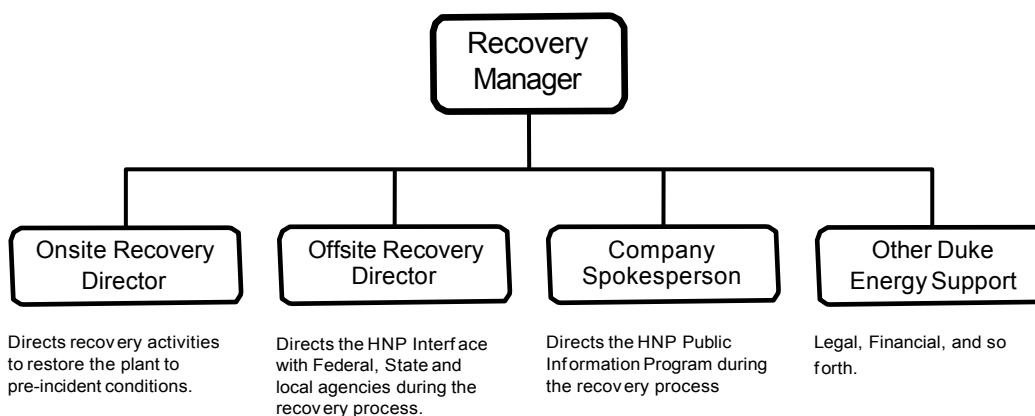 Recovery
Manager
Onsite Recovery
Director
Offsite Recovery
Director
Company
Spokesperson
Other Duke
Energy Support
Directs recovery activities
to restore the plant to
pre-incident conditions.
Directs the HNP Interface
with Federal, State and
local agencies during the
recovery process.
Directs the HNP Public
Information Program during
the recovery process
Legal, Financial, and so
forth.